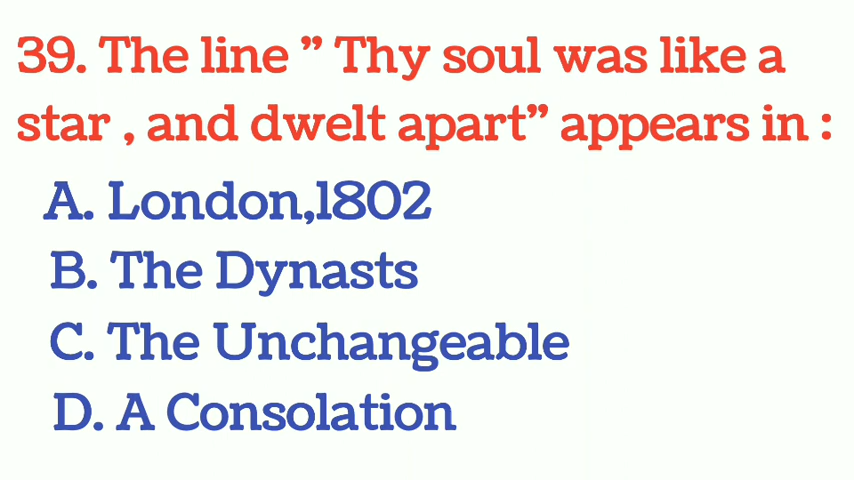 39. The line ” Thy soul was like a
star , and dwelt apart” appears in :
A. London,1802
B. The Dynasts
C. The Unchangeable
D. A Consolation